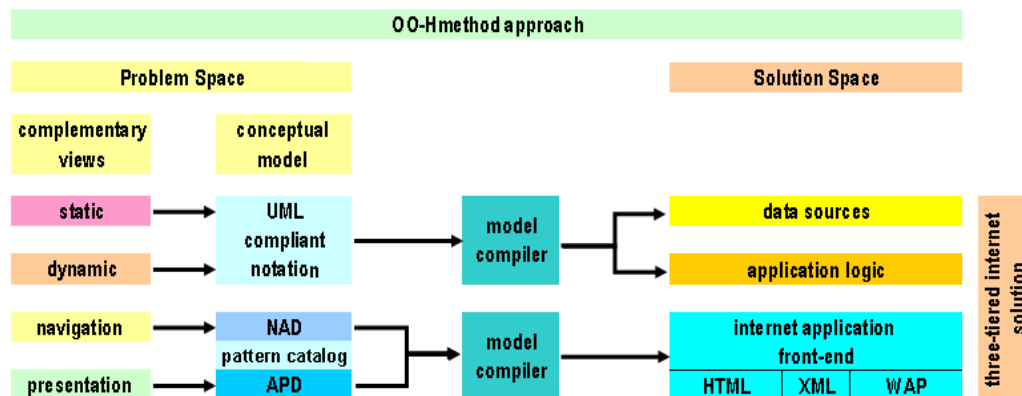 OO-Hmethod approach
Problem Space
Solution Space
complementary
views
conceptual
model
static
UML
compliant
notation
dynamic
model
compiler
data sources
application logic
navigation
NAD
pattern catalog
presentation
APD
model
compiler
internet application
front-end
HTML
XML
WAP
three-tiered internet
solution